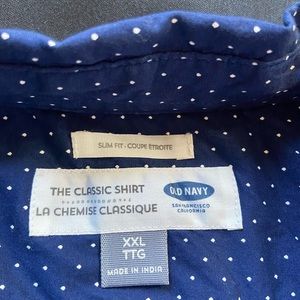 SLIM FIT - COUPE ÉTROITE
THE CLASSIC SHIRT
LA CHEMISE CLASSIQUE
OLD NAVY
SAN FRANCISCO
CALIFORNIA
XXL
TTG
MADE IN INDIA